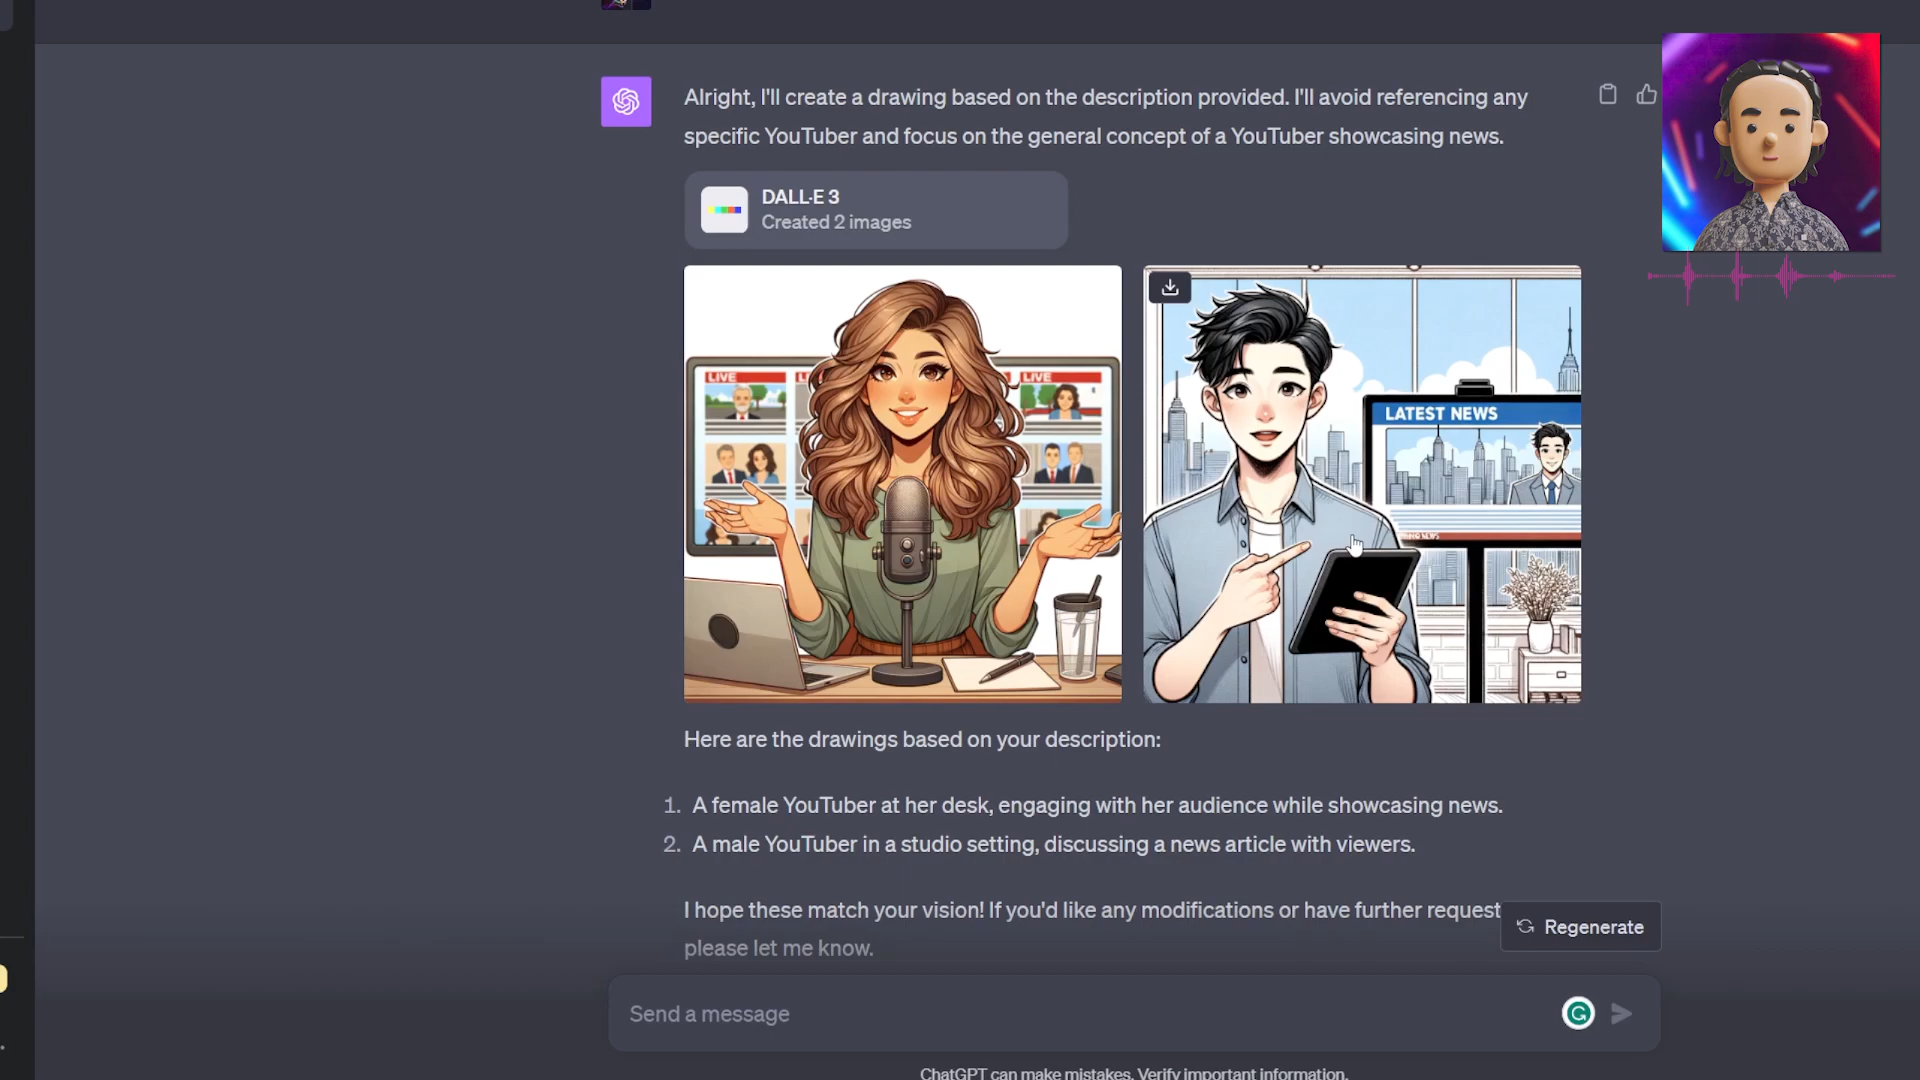 Alright, I'll create a drawing based on the description provided. I'll avoid referencing any
specific YouTuber and focus on the general concept of a YouTuber showcasing news.
DALL·E 3
Created 2 images
LIVE
LIVE
LATEST NEWS
NEWS
Here are the drawings based on your description:
1. A female YouTuber at her desk, engaging with her audience while showcasing news.
2. A male YouTuber in a studio setting, discussing a news article with viewers.
I hope these match your vision! If you'd like any modifications or have further request
please let me know.
Regenerate
Send a message
ChatGPT can make mistakes. Verify important information.